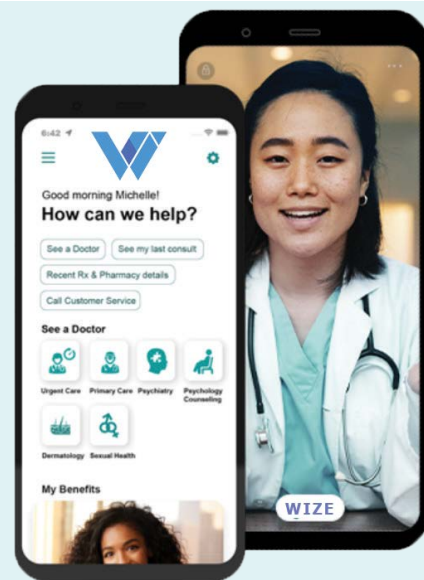 6:42
Good morning Michelle!
How can we help?
See a Doctor
See my last consult
Recent Rx & Pharmacy details
Call Customer Service
See a Doctor
Urgent Care
Primary Care
Psychiatry
Psychology
Counseling
Dermatology
Sexual Health
My Benefits
WIZE